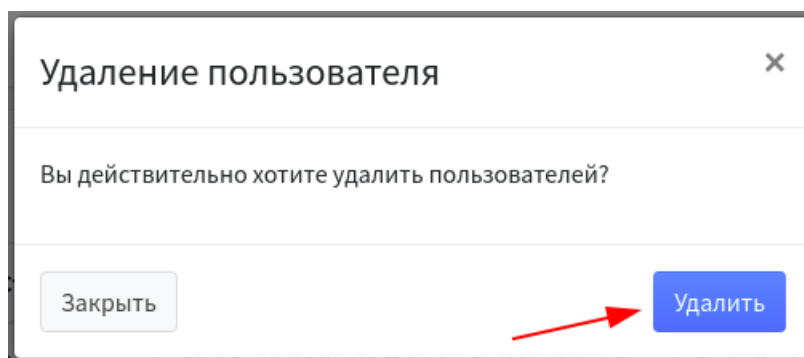 Удаление пользователя
×
Вы действительно хотите удалить пользователей?
Закрыть
Удалить